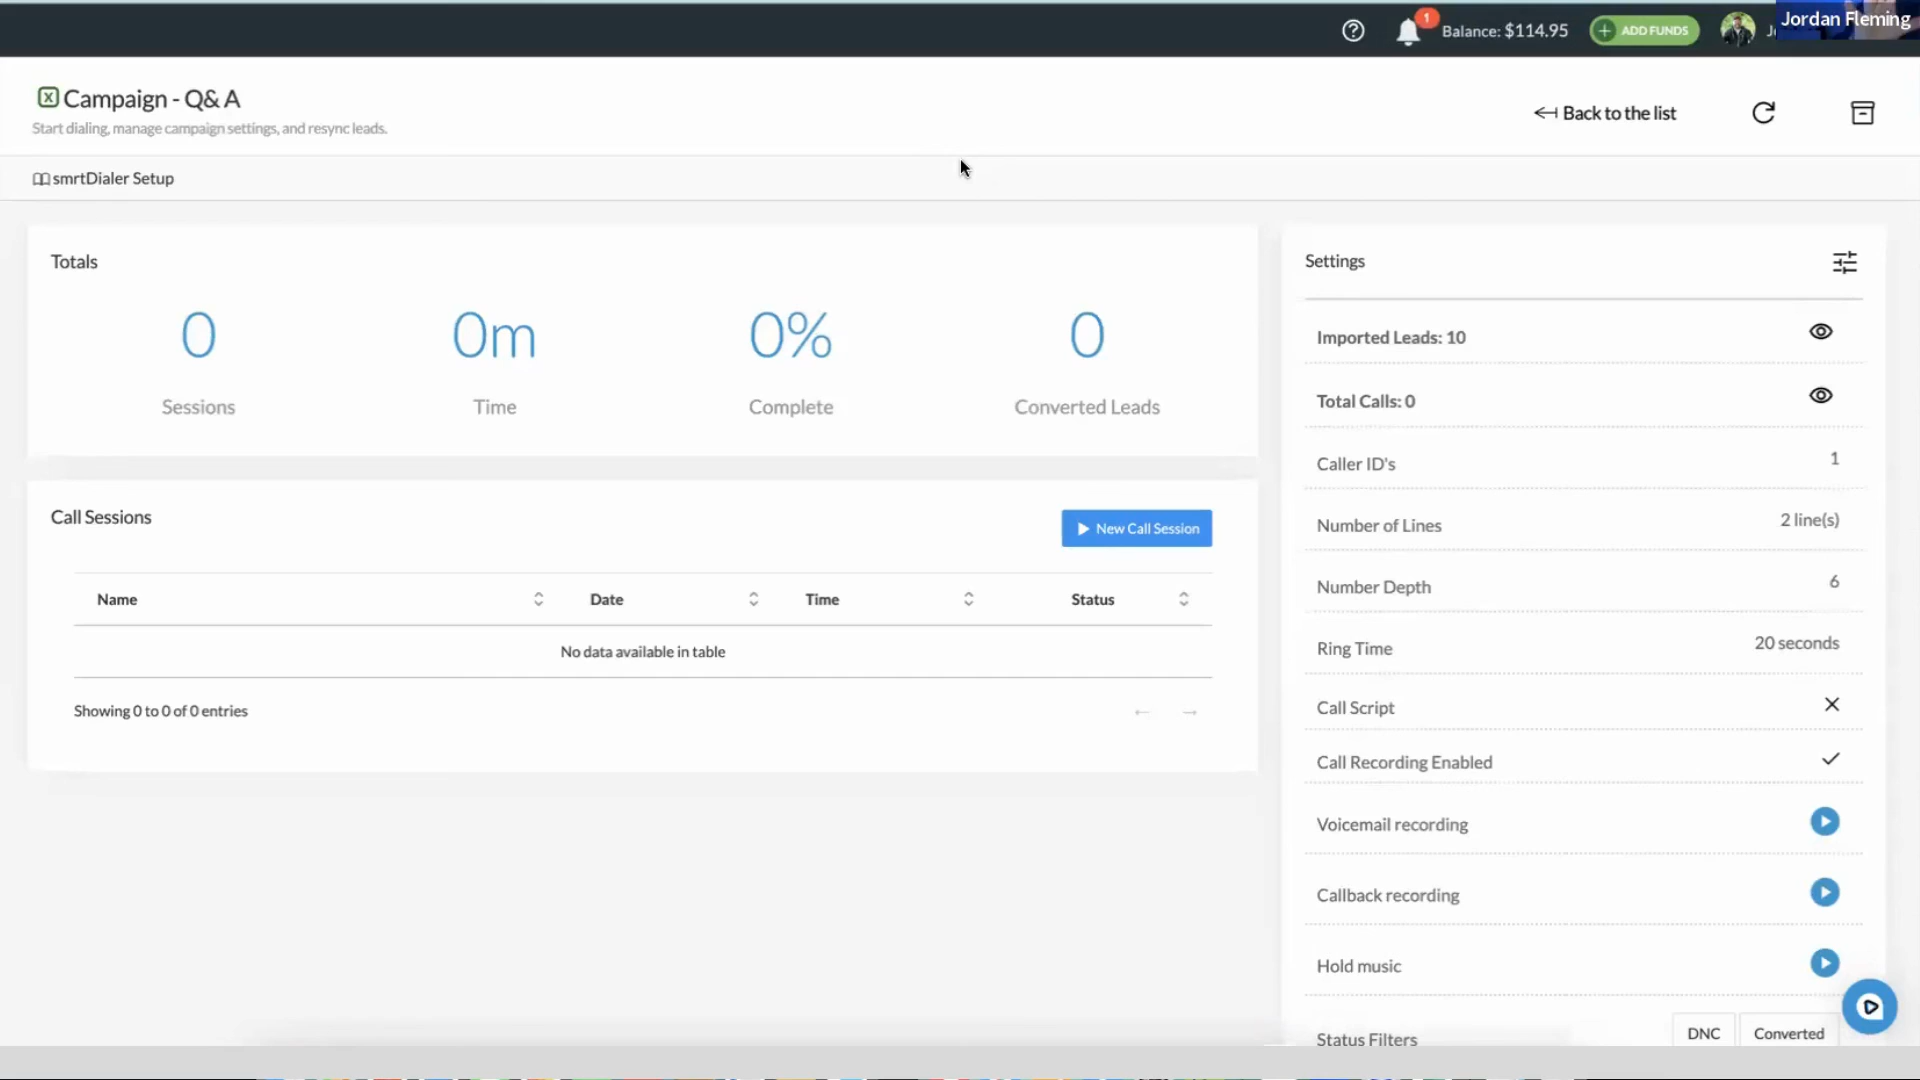 Jordan Fleming
1
Balance: $114.95
ADD FUNDS
Campaign - Q& A
Start dialing, manage campaign settings, and resync leads.
Back to the list
smrtDialer Setup
Totals
0
0m
0%
0
Sessions
Time
Complete
Converted Leads
Call Sessions
New Call Session
Name
Date
Time
Status
No data available in table
Showing 0 to 0 of 0 entries
Settings
Imported Leads: 10
Total Calls: 0
Caller ID's
1
Number of Lines
2 line(s)
Number Depth
6
Ring Time
20 seconds
Call Script
Call Recording Enabled
Voicemail recording
Callback recording
Hold music
Status Filters
DNC
Converted